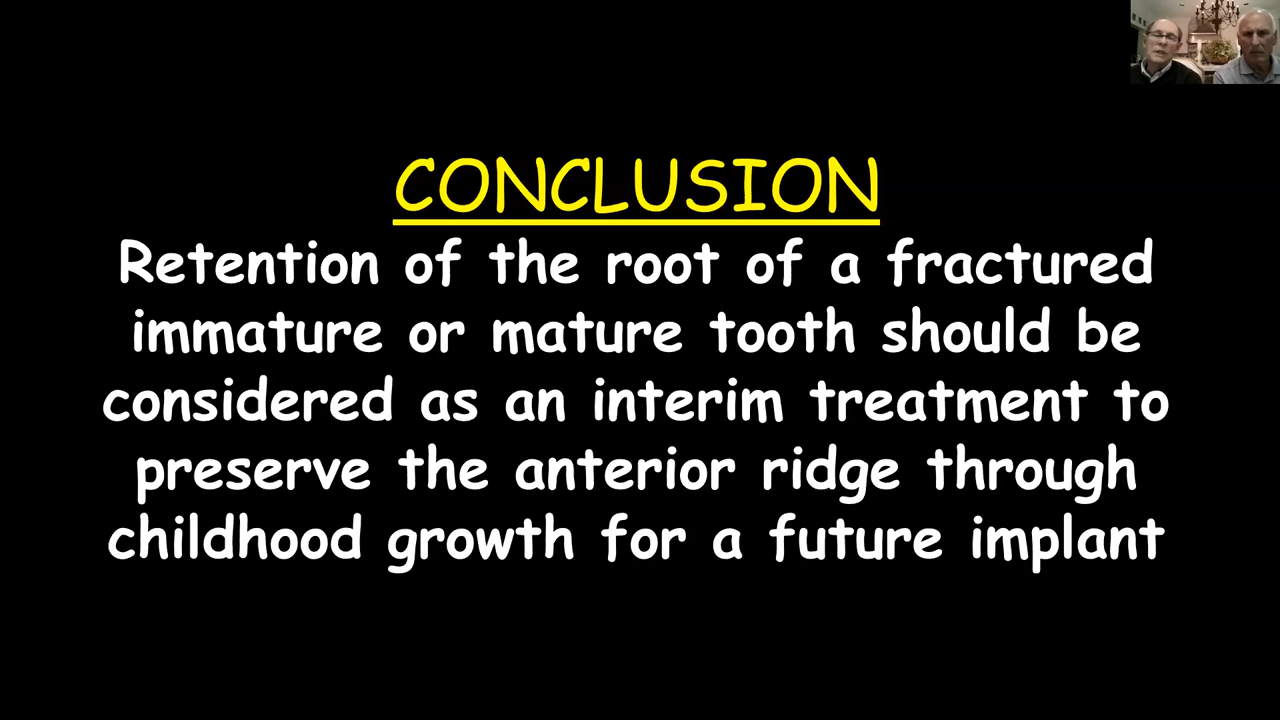 CONCLUSION
Retention of the root of a fractured
immature or mature tooth should be
considered as an interim treatment to
preserve the anterior ridge through
childhood growth for a future implant